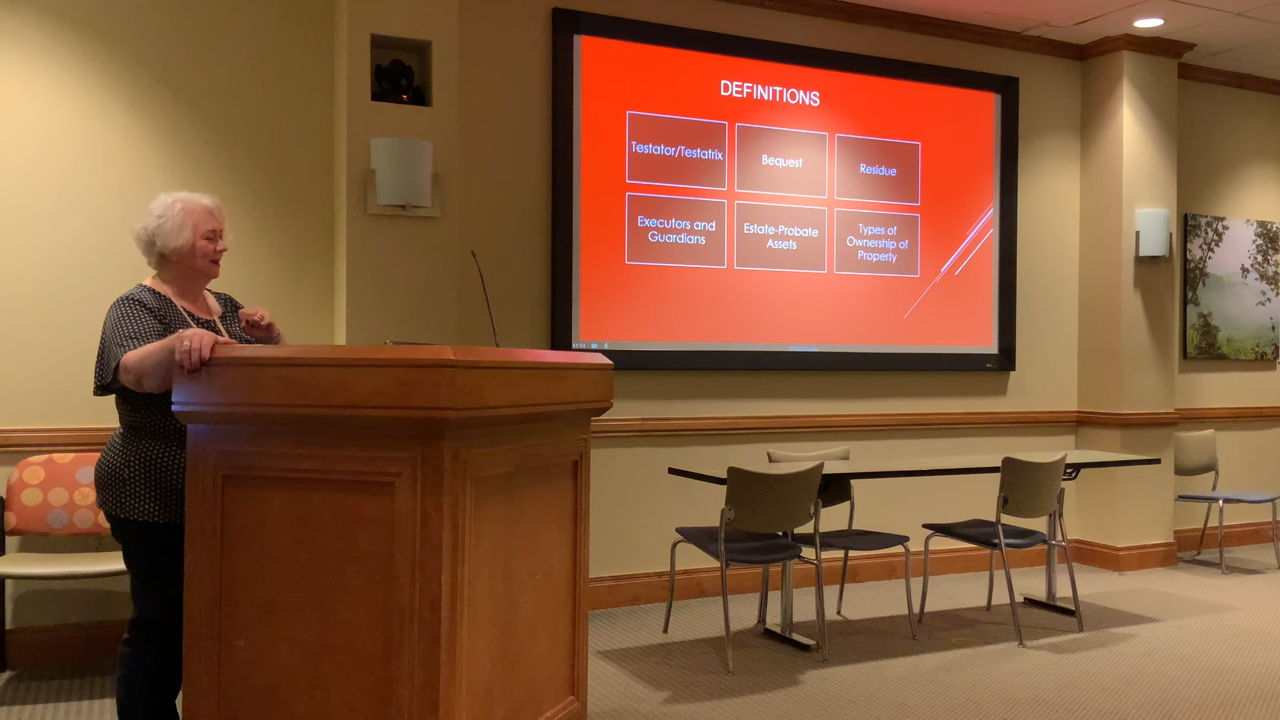 DEFINITIONS
Testator/Testatrix
Bequest
Residue
Executors and
Guardians
Estate-Probate
Assets
Types of
Ownership of
Property